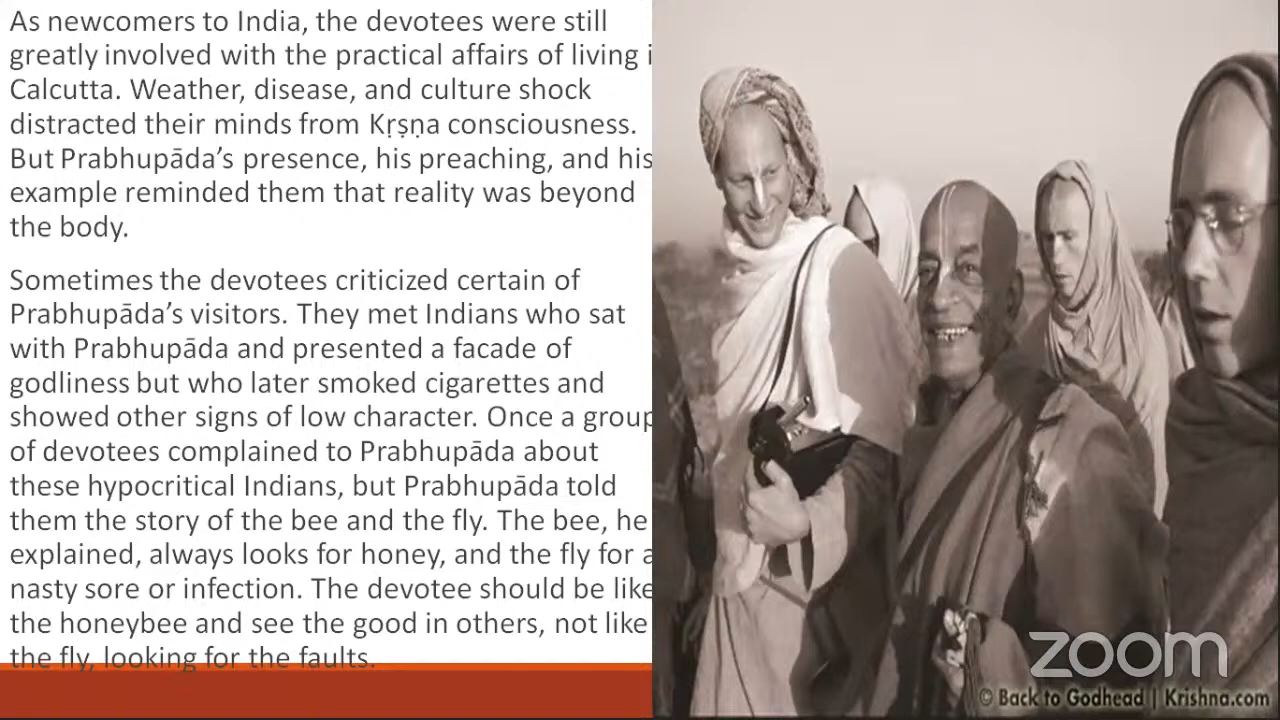 As newcomers to India, the devotees were still
greatly involved with the practical affairs of living i
Calcutta. Weather, disease, and culture shock
distracted their minds from Kṛṣṇa consciousness.
But Prabhupāda’s presence, his preaching, and his
example reminded them that reality was beyond
the body.
Sometimes the devotees criticized certain of
Prabhupāda’s visitors. They met Indians who sat
with Prabhupāda and presented a facade of
godliness but who later smoked cigarettes and
showed other signs of low character. Once a group
of devotees complained to Prabhupāda about
these hypocritical Indians, but Prabhupāda told
them the story of the bee and the fly. The bee, he
explained, always looks for honey, and the fly for a
nasty sore or infection. The devotee should be like
the honeybee and see the good in others, not like
the fly, looking for the faults.
zoom
© Back to Godhead | Krishna.com